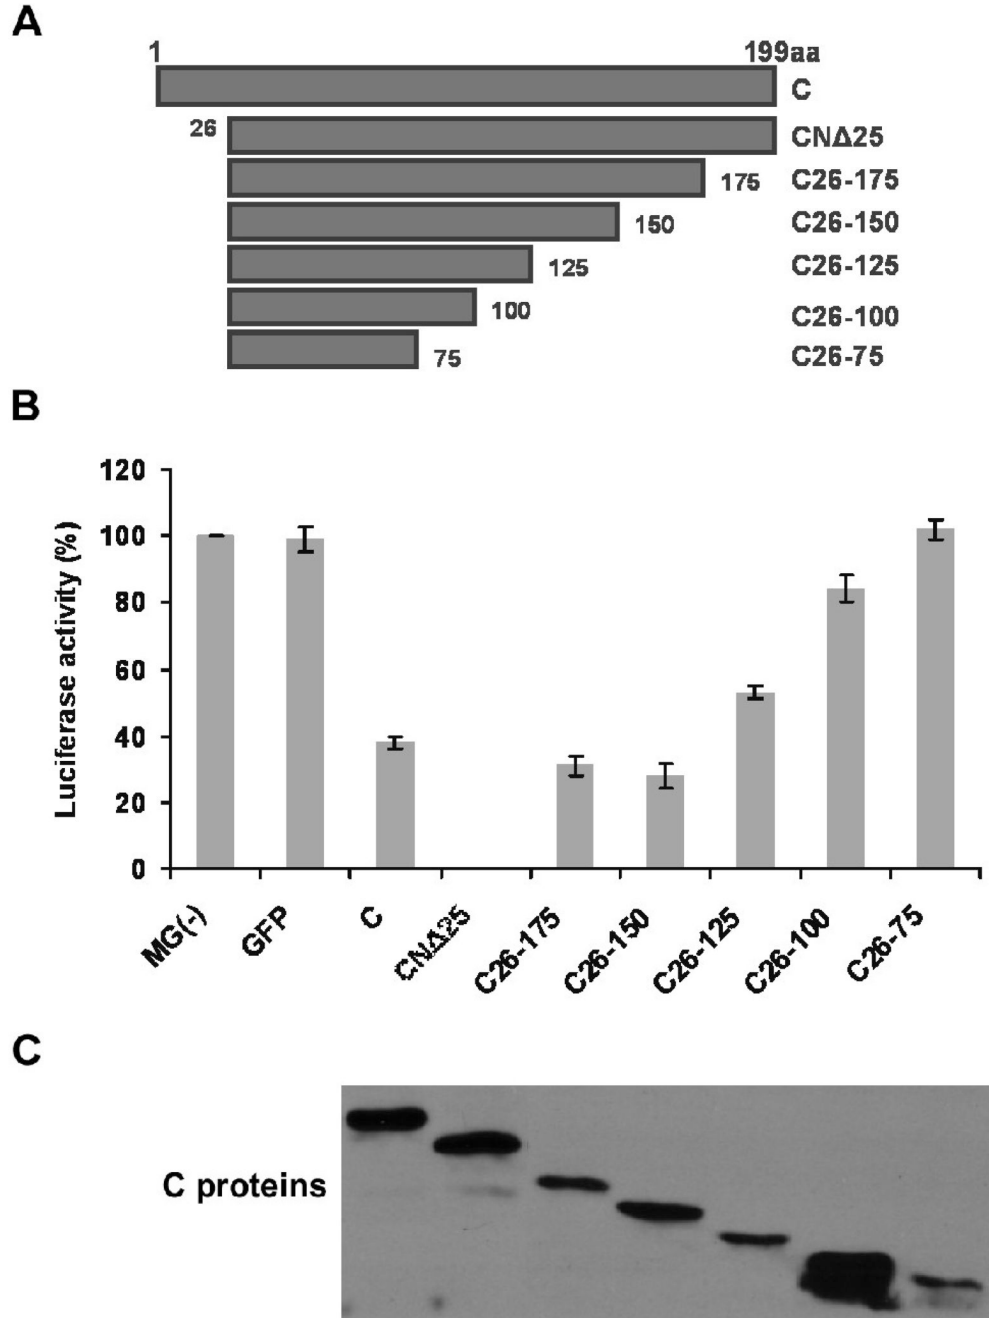 A
1 199aa
C
26 CNΔ25
175 C26-175
150 C26-150
125 C26-125
100 C26-100
75 C26-75
B
120
100
80
60
40
20
0
Luciferase activity (%)
MG(-) GFP C CNΔ25 C26-175 C26-150 C26-125 C26-100 C26-75
C
C proteins